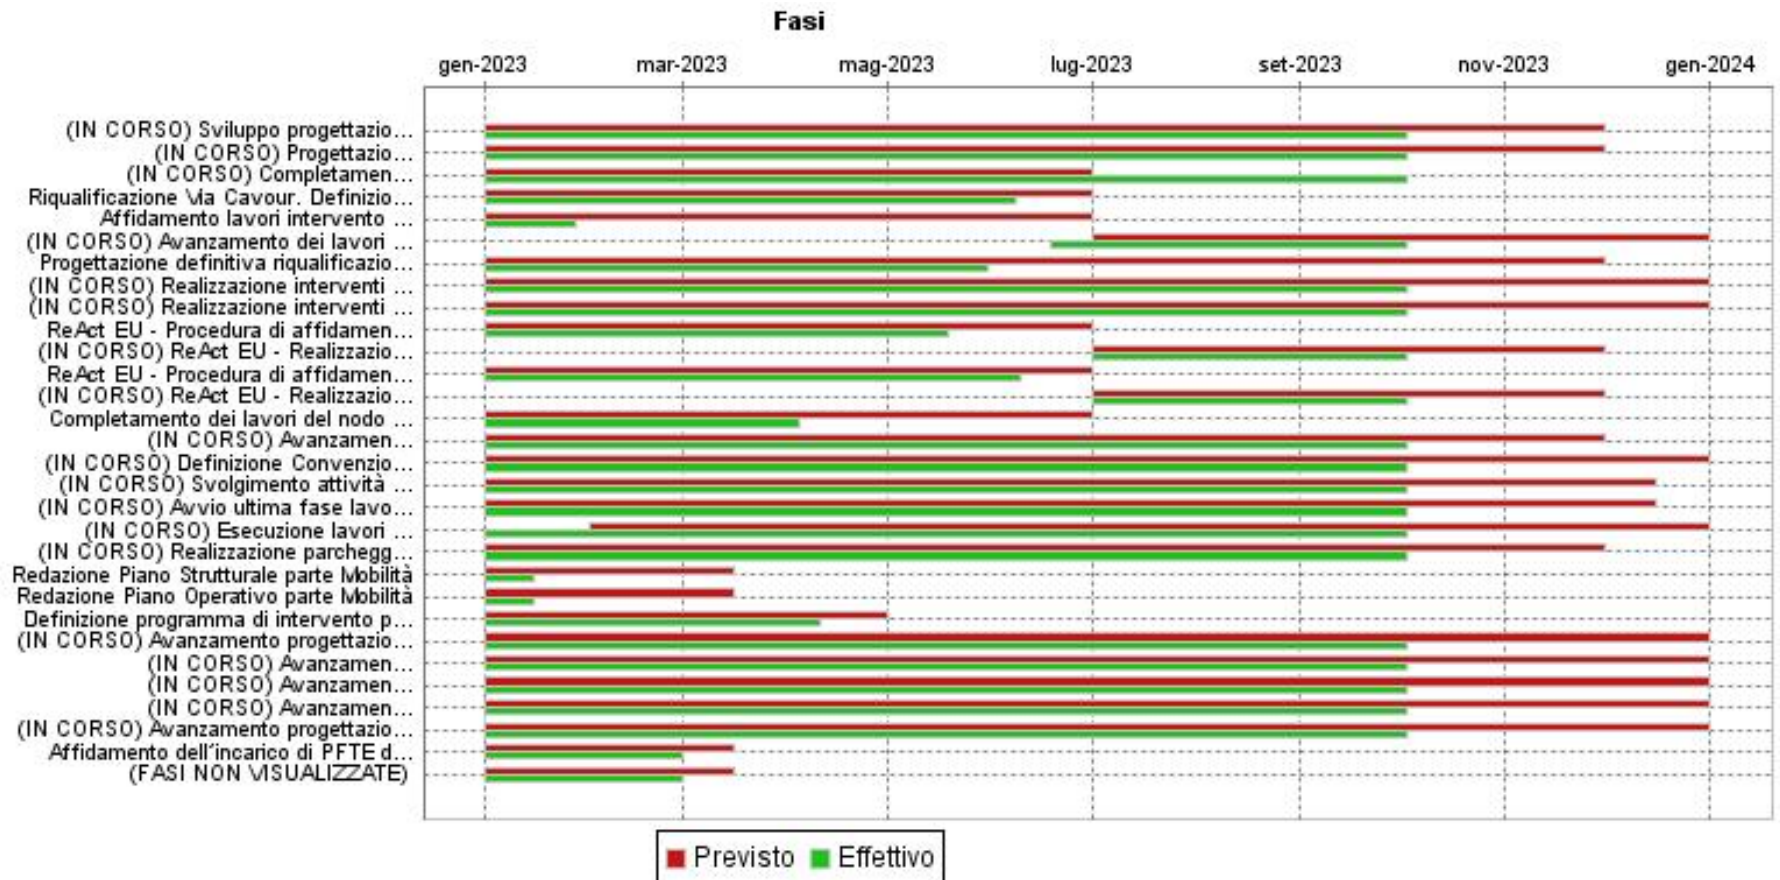 Fasi
gen-2023 mar-2023 mag-2023 lug-2023 set-2023 nov-2023 gen-2024
(IN CORSO) Sviluppo progettazio...
(IN CORSO) Progettazio...
(IN CORSO) Completamen...
Riqualificazione Via Cavour. Definizio...
Affidamento lavori intervento ...
(IN CORSO) Avanzamento dei lavori ...
Progettazione definitiva riqualificazio...
(IN CORSO) Realizzazione interventi ...
(IN CORSO) Realizzazione interventi ...
ReAct EU - Procedura di affidamen...
(IN CORSO) ReAct EU - Realizzazio...
ReAct EU - Procedura di affidamen...
(IN CORSO) ReAct EU - Realizzazio...
Completamento dei lavori del nodo ...
(IN CORSO) Avanzamen...
(IN CORSO) Definizione Convenzio...
(IN CORSO) Svolgimento attività ...
(IN CORSO) Avvio ultima fase lavo...
(IN CORSO) Esecuzione lavori ...
(IN CORSO) Realizzazione parchegg...
Redazione Piano Strutturale parte Mobilità
Redazione Piano Operativo parte Mobilità
Definizione programma di intervento p...
(IN CORSO) Avanzamento progettazio...
(IN CORSO) Avanzamen...
(IN CORSO) Avanzamen...
(IN CORSO) Avanzamen...
(IN CORSO) Avanzamento progettazio...
Affidamento dell'incarico di PFTE d...
(FASI NON VISUALIZZATE)
Previsto Effettivo